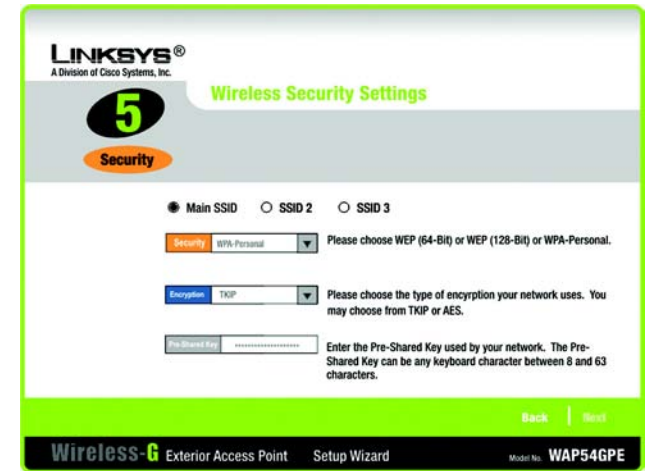 LINKSYS®
A Division of Cisco Systems, Inc.
Wireless Security Settings
5
Security
Main SSID SSID 2 SSID 3
Security WPA-Personal Please choose WEP (64-Bit) or WEP (128-Bit) or WPA-Personal.
Encryption TKIP Please choose the type of encyrption your network uses. You
may choose from TKIP or AES.
Pre-Shared Key ******************** Enter the Pre-Shared Key used by your network. The Pre-
Shared Key can be any keyboard character between 8 and 63
characters.
Back Next
Wireless-G Exterior Access Point Setup Wizard Model No. WAP54GPE